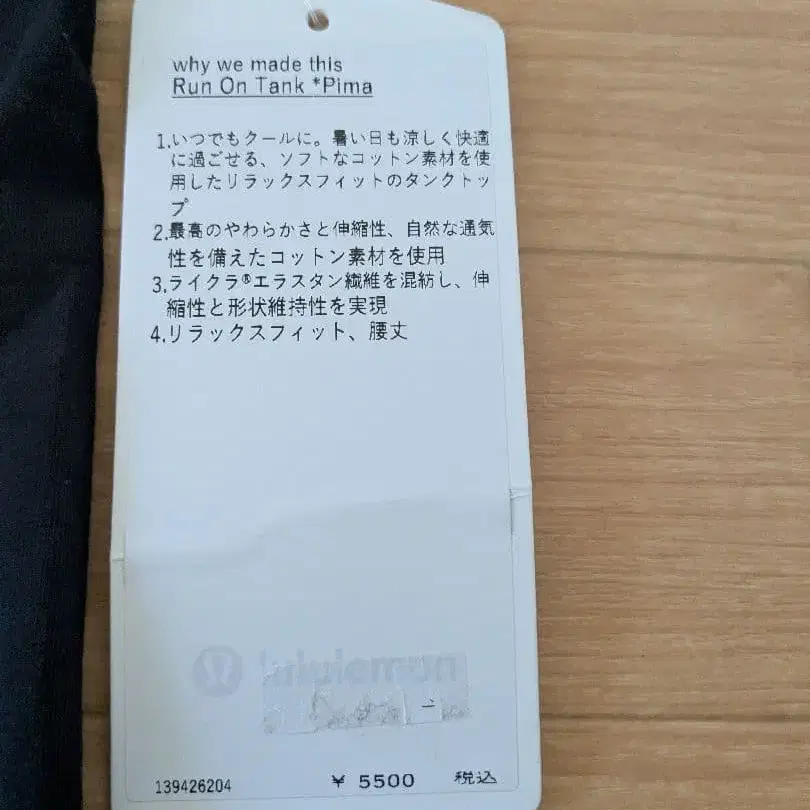 why we made this
Run On Tank *Pima
1.いつでもクールに。暑い日も涼しく快適
に過ごせる、ソフトなコットン素材を使
用したリラックスフィットのタンクトッ
プ
2.最高のやわらかさと伸縮性、自然な通気
性を備えたコットン素材を使用
3.ライクラ®エラスタン繊維を混紡し、伸
縮性と形状維持性を実現
4.リラックスフィット、腰丈
lululemon
139426204 ¥ 5500 税込